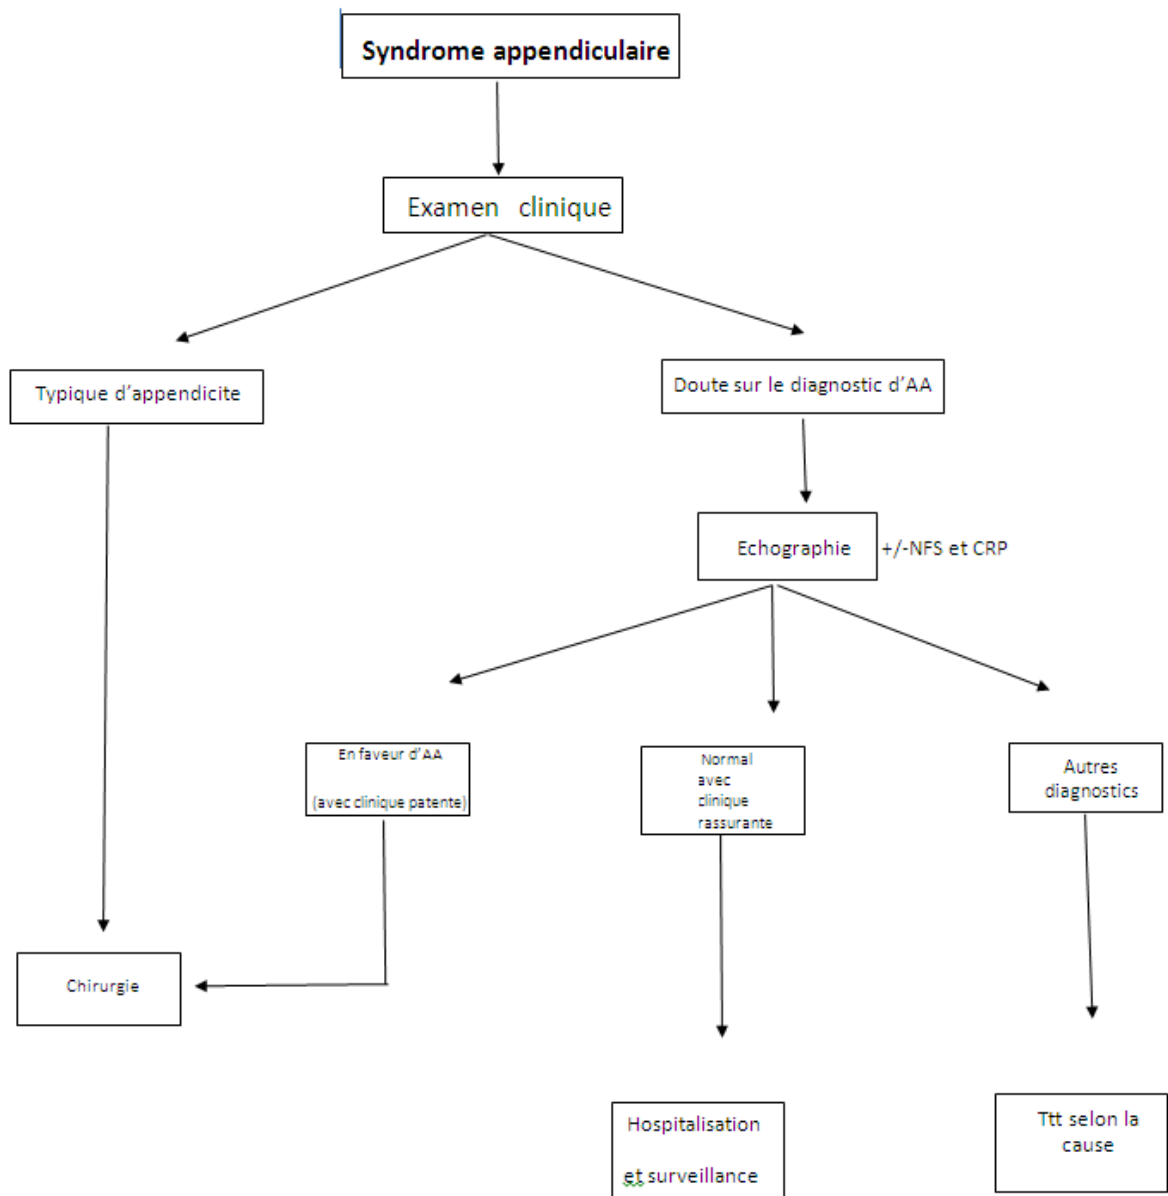 Syndrome appendiculaire
Examen clinique
Typique d'appendicite
Doute sur le diagnostic d'AA
Echographie
+/-NFS et CRP
En faveur d'AA
(avec clinique patente)
Normal
avec
clinique
rassurante
Autres
diagnostics
Chirurgie
Hospitalisation
et surveillance
Ttt selon la
cause